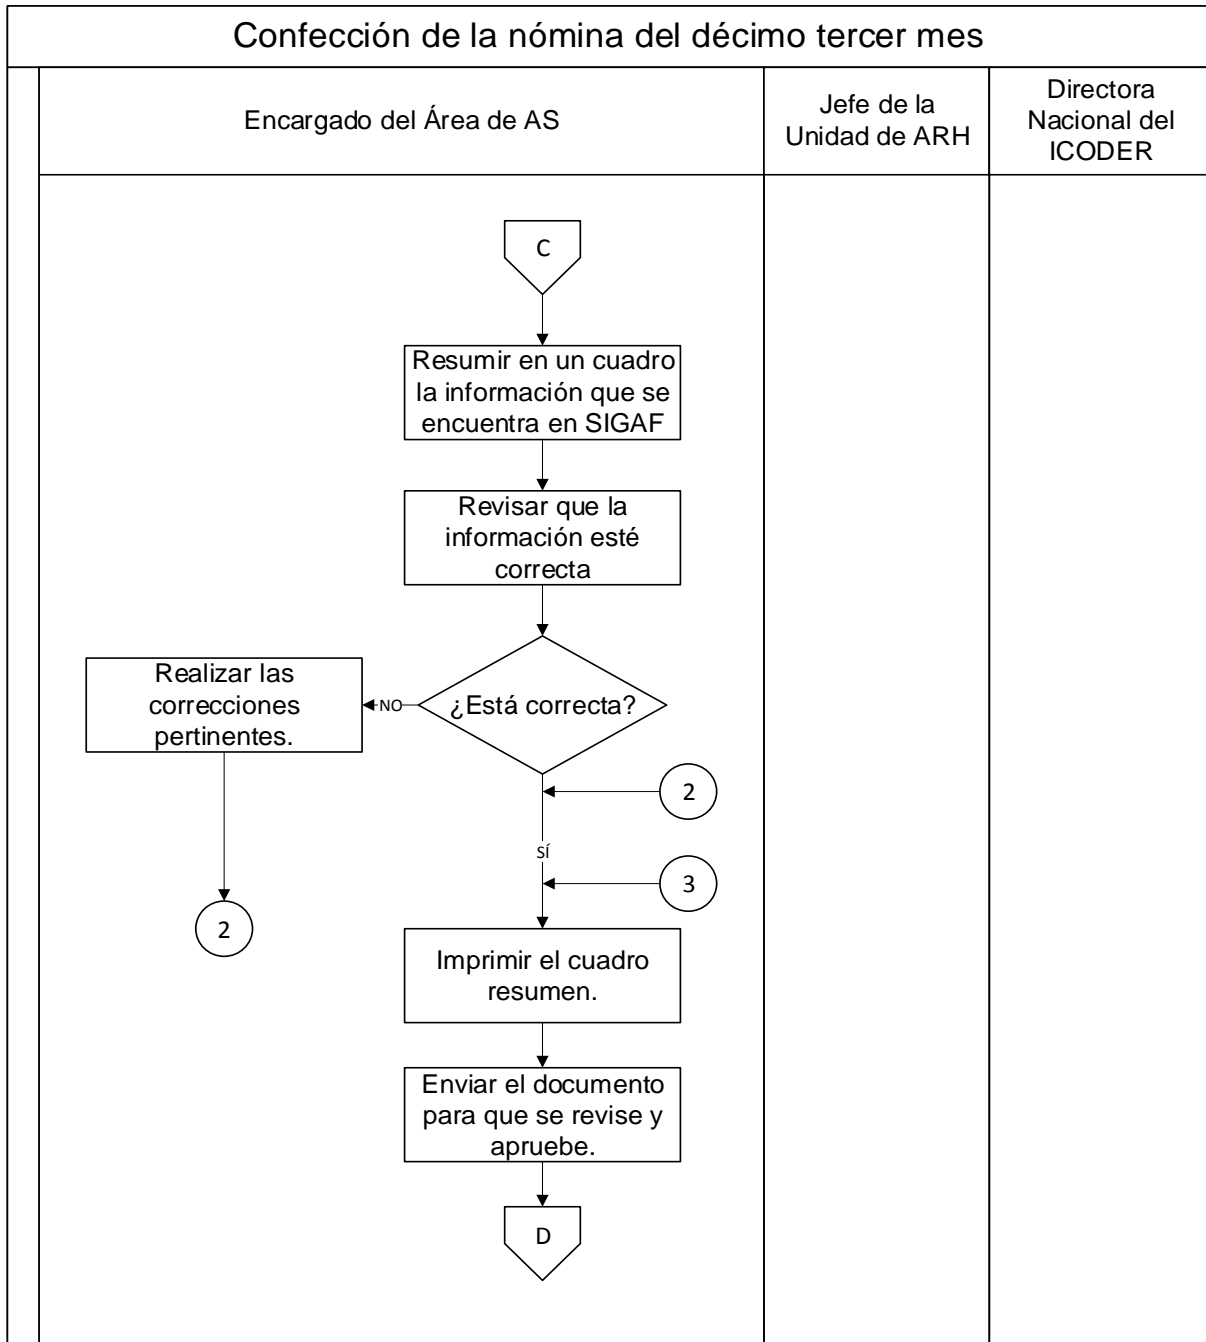 Confección de la nómina del décimo tercer mes
Encargado del Área de AS
Jefe de la
Unidad de ARH
Directora
Nacional del
ICODER
C
Resumir en un cuadro
la información que se
encuentra en SIGAF
Revisar que la
información esté
correcta
¿Está correcta?
NO
Realizar las
correcciones
pertinentes.
2
SÍ
3
2
Imprimir el cuadro
resumen.
Enviar el documento
para que se revise y
apruebe.
D